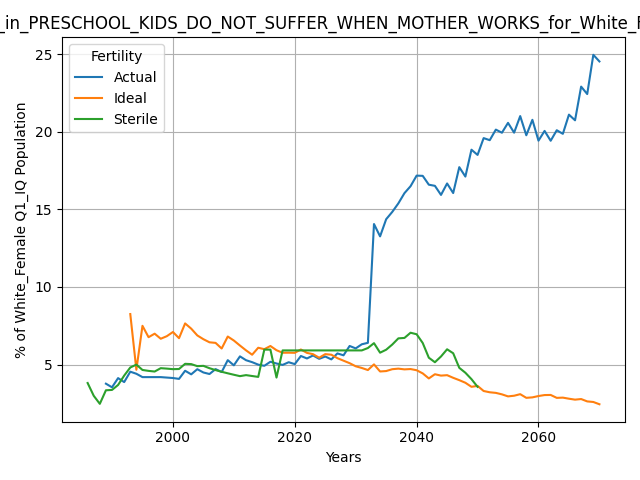 _in_PRESCHOOL_KIDS_DO_NOT_SUFFER_WHEN_MOTHER_WORKS_for_White_F
Fertility
Actual
Ideal
Sterile
% of White_Female Q1_IQ Population
25
20
15
10
5
2000
2020
2040
2060
Years